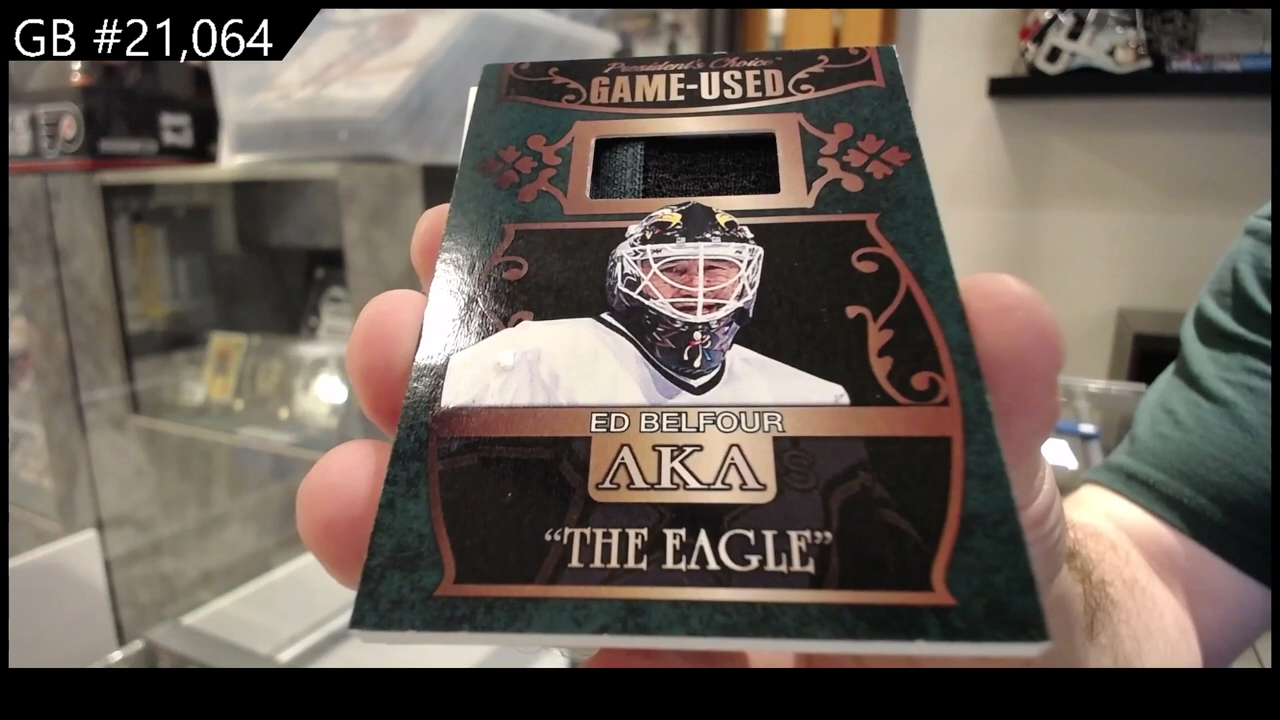 GB #21,064
President's Choice
GAME-USED
ED BELFOUR
AKA
"THE EAGLE"